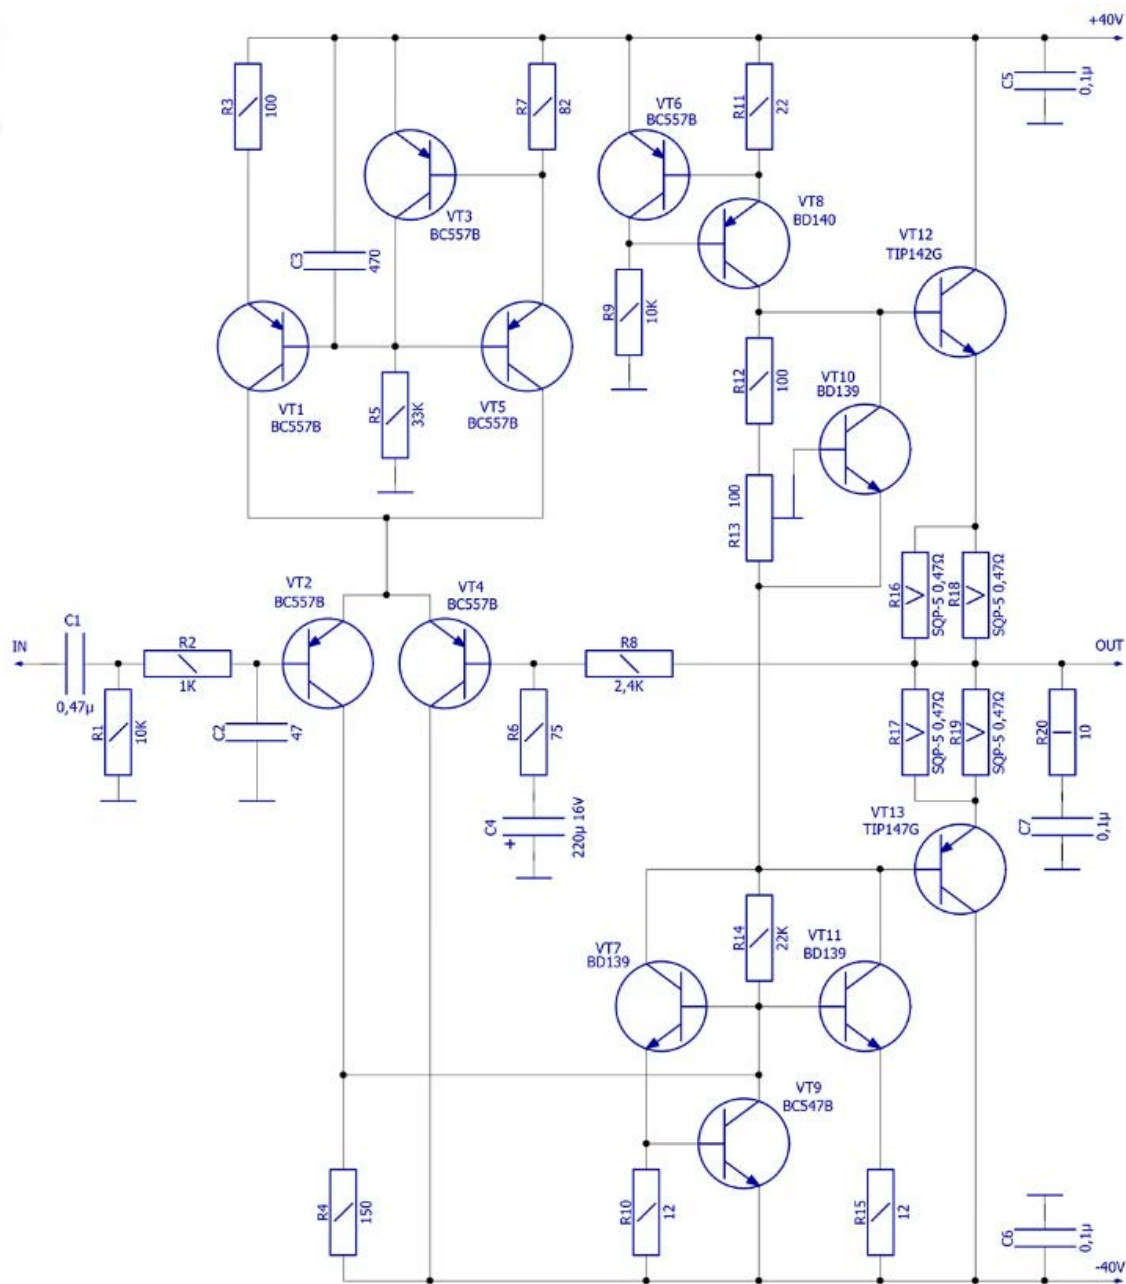 +40V
R3
100
R7
82
R11
22
C5
0,1µ
VT6
BC557B
VT3
BC557B
VT8
BD140
VT12
TIP142G
C3
470
R9
10K
R12
100
VT10
BD139
VT1
BC557B
R5
33K
VT5
BC557B
R13
100
VT2
BC557B
VT4
BC557B
R16
SQP-5 0,47Ω
R18
SQP-5 0,47Ω
IN
C1
0,47µ
R2
1K
R8
2,4K
OUT
R1
10K
C2
47
R6
75
R17
SQP-5 0,47Ω
R19
SQP-5 0,47Ω
R20
10
C4
+
220µ 16V
VT13
TIP147G
C7
0,1µ
VT7
BD139
R14
22K
VT11
BD139
VT9
BC547B
R4
150
R10
12
R15
12
C6
0,1µ
-40V